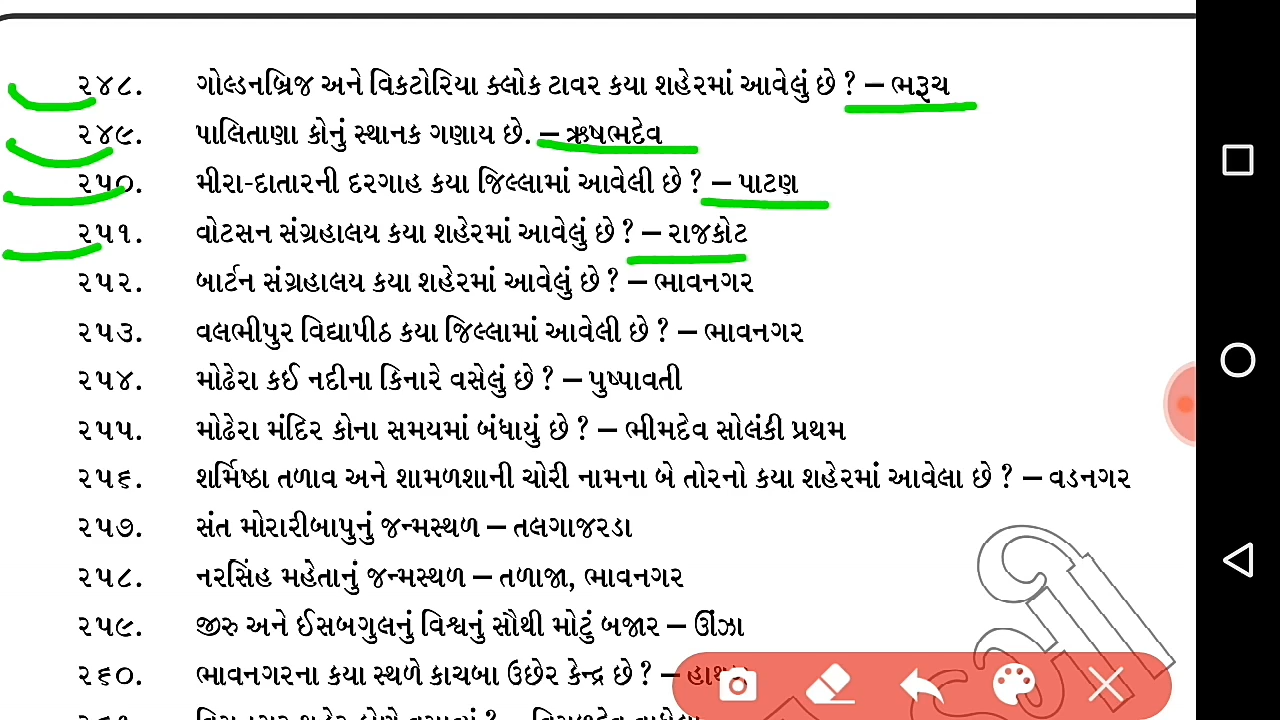 ૨૪૮. ગોલ્ડનબ્રિજ અને વિકટોરિયા ક્લોક ટાવર કયા શહેરમાં આવેલું છે ? – ભરૂચ
૨૪૯. પાલિતાણા કોનું સ્થાનક ગણાય છે. – ઋષભદેવ
૨૫૦. મીરા-દાતારની દરગાહ કયા જિલ્લામાં આવેલી છે ? – પાટણ
૨૫૧. વોટસન સંગ્રહાલય કયા શહેરમાં આવેલું છે ? – રાજકોટ
૨૫૨. બાર્ટન સંગ્રહાલય કયા શહેરમાં આવેલું છે ? – ભાવનગર
૨૫૩. વલભીપુર વિદ્યાપીઠ કયા જિલ્લામાં આવેલી છે ? – ભાવનગર
૨૫૪. મોઢેરા કઈ નદીના કિનારે વસેલું છે ? – પુષ્પાવતી
૨૫૫. મોઢેરા મંદિર કોના સમયમાં બંધાયું છે ? – ભીમદેવ સોલંકી પ્રથમ
૨૫૬. શર્મિષ્ઠા તળાવ અને શામળશાની ચોરી નામના બે તોરનો કયા શહેરમાં આવેલા છે ? – વડનગર
૨૫૭. સંત મોરારીબાપુનું જન્મસ્થળ – તલગાજરડા
૨૫૮. નરસિંહ મહેતાનું જન્મસ્થળ – તળાજા, ભાવનગર
૨૫૯. જીરુ અને ઈસબગુલનું વિશ્વનું સૌથી મોટું બજાર – ઊંઝા
૨૬૦. ભાવનગરના કયા સ્થળે કાચબા ઉછેર કેન્દ્ર છે ? –